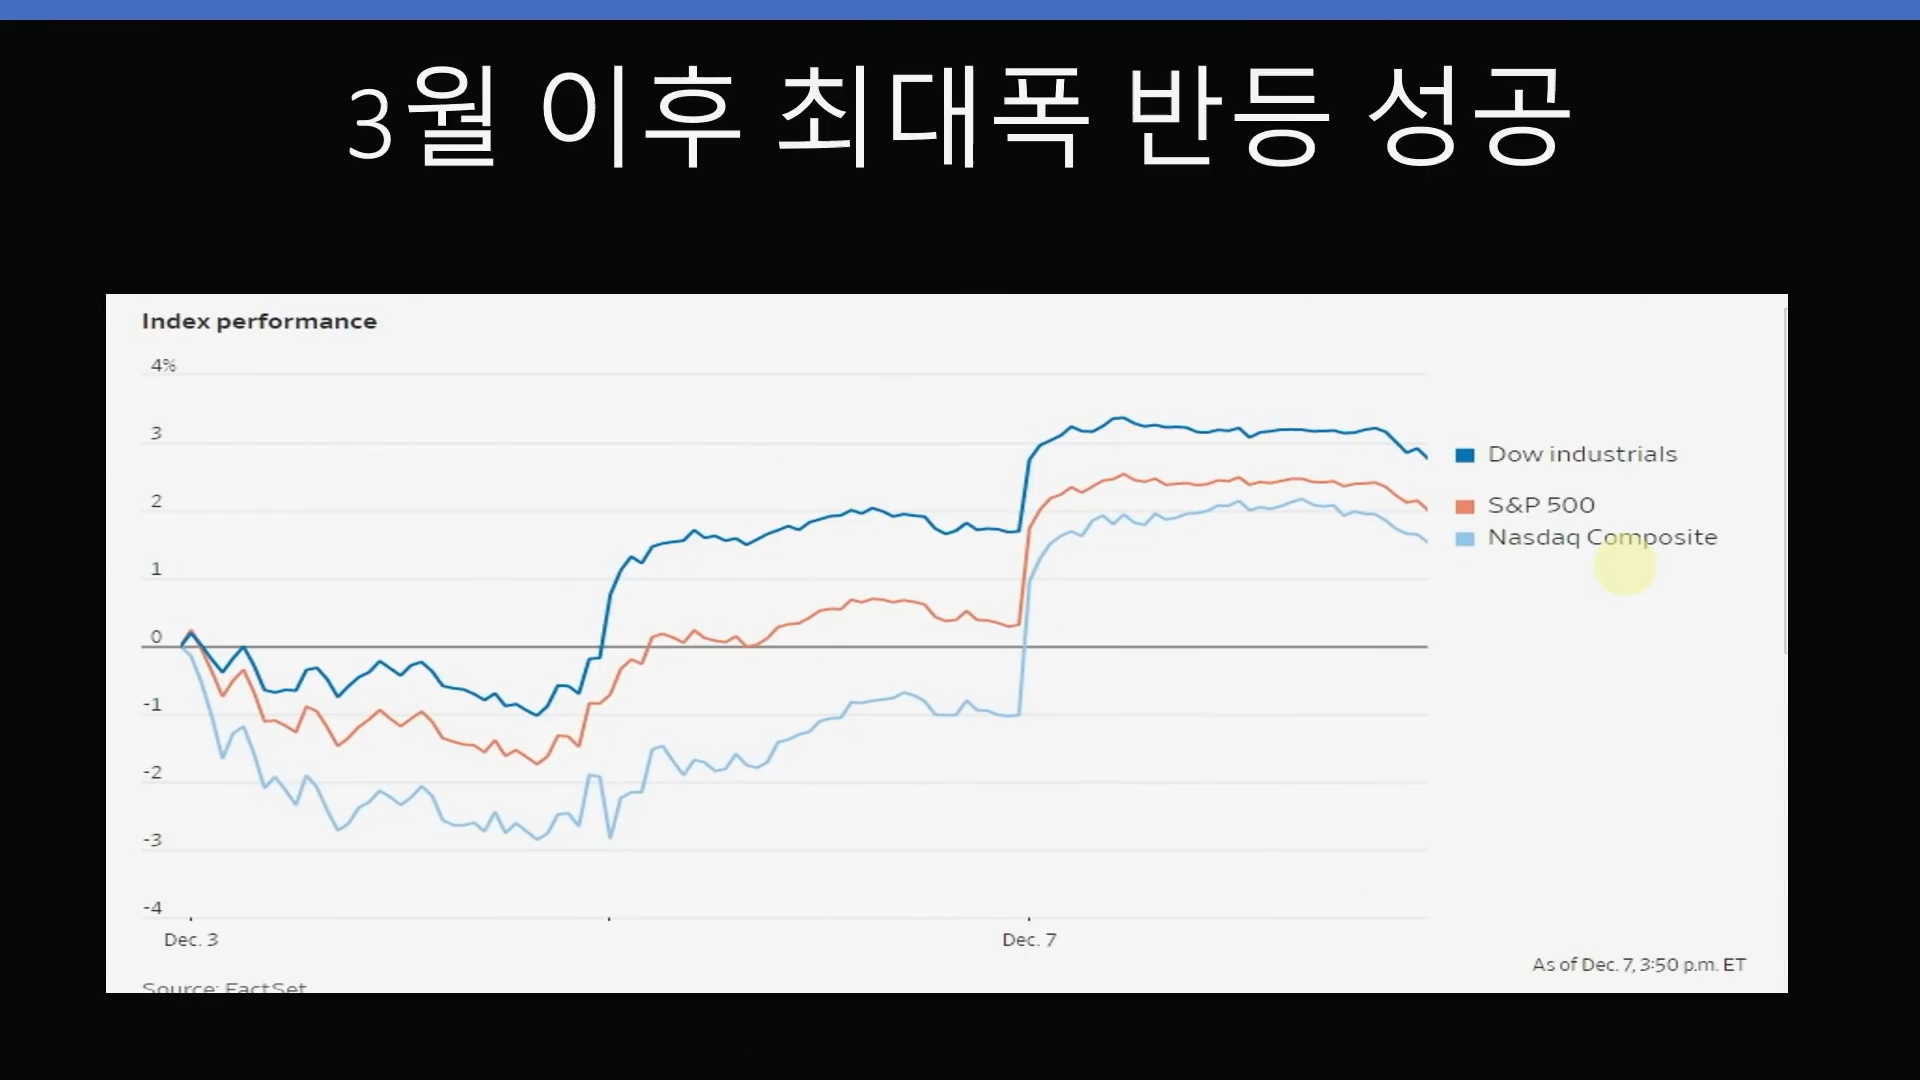 3월 이후 최대폭 반등 성공
Index performance
4%
3
2
1
0
-1
-2
-3
-4
Dow industrials
S&P 500
Nasdaq Composite
Dec. 3
Dec. 7
As of Dec. 7, 3:50 p.m. ET
Source: FactSet